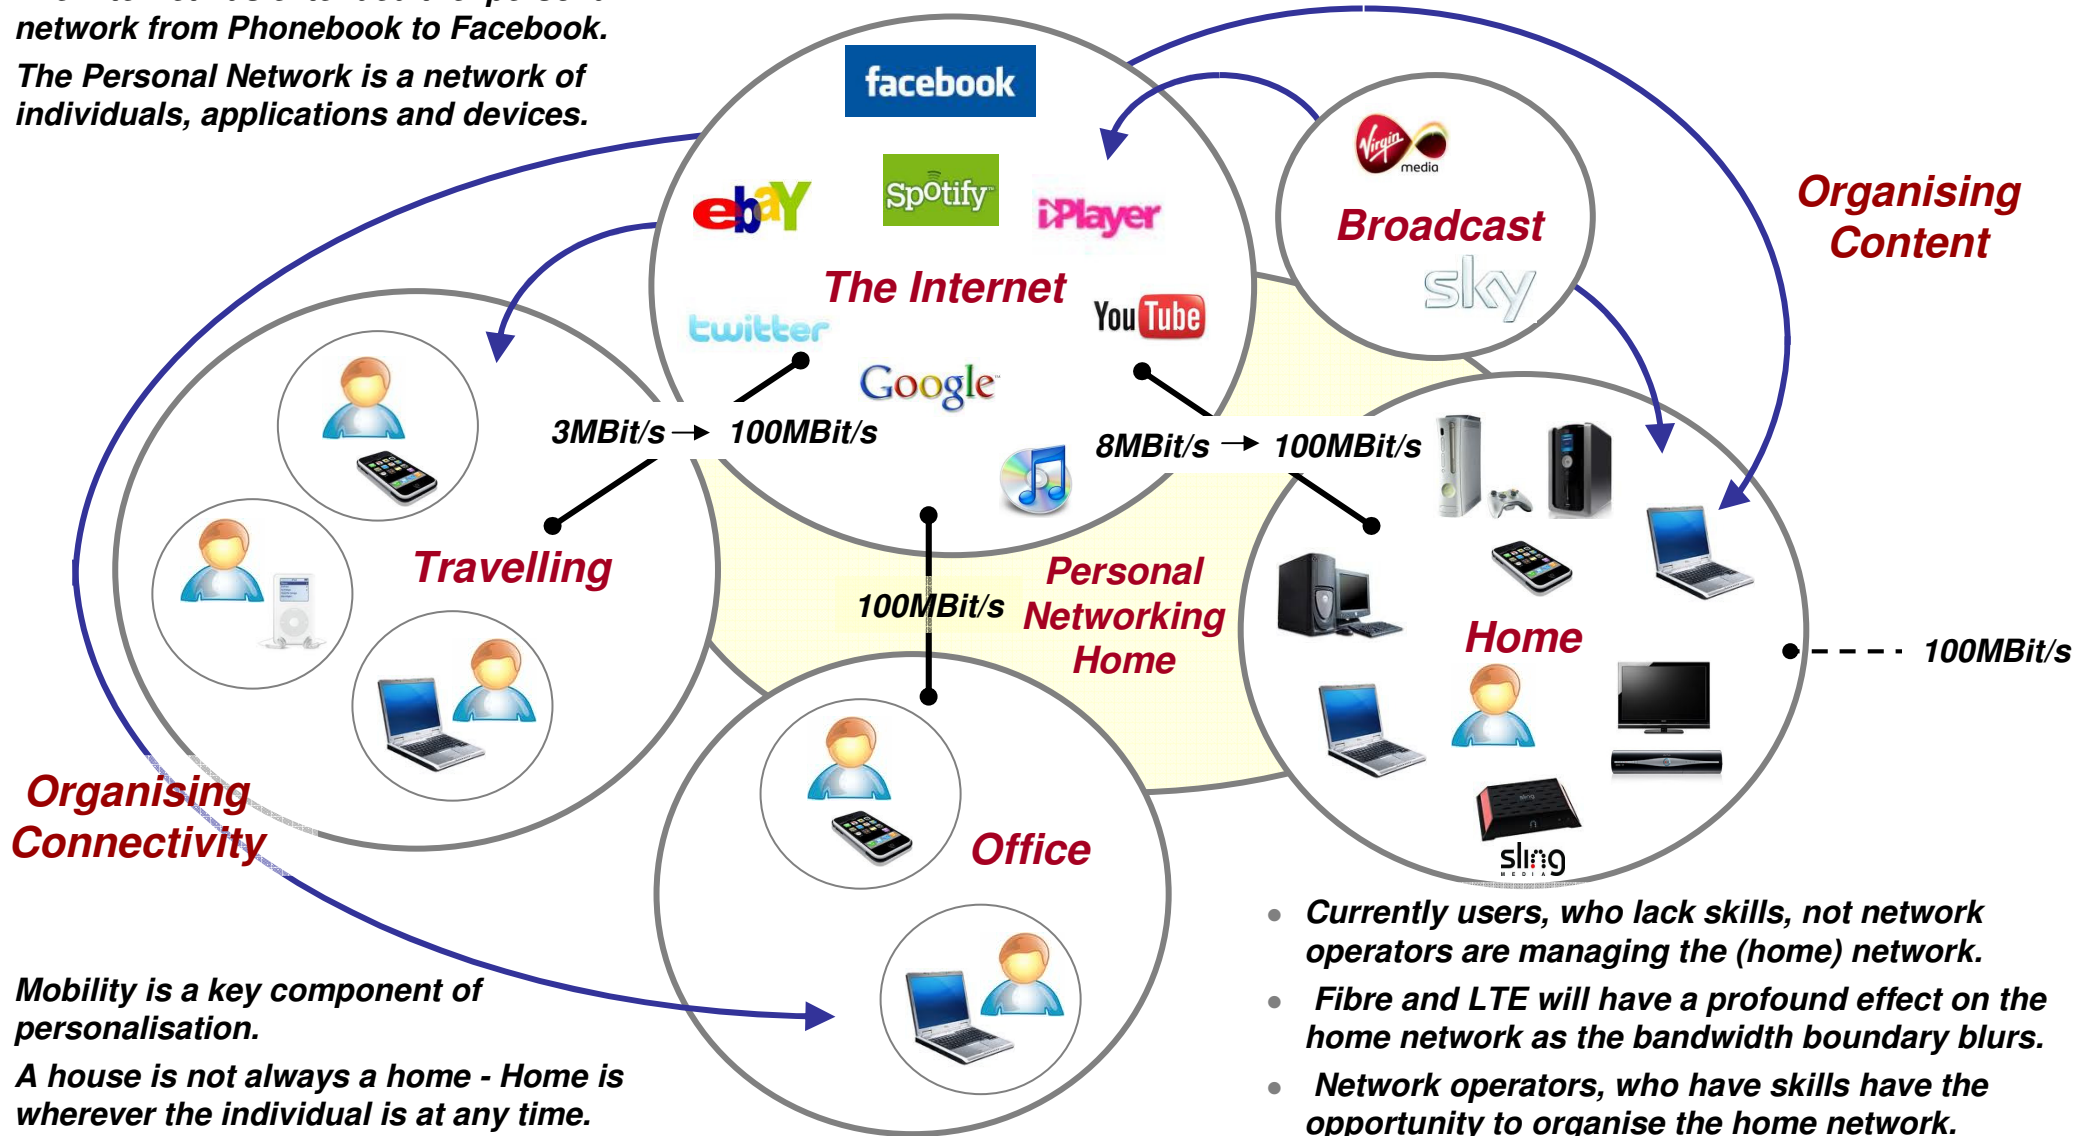 network from Phonebook to Facebook.
The Personal Network is a network of
individuals, applications and devices.
facebook
ebaY
Spotify
iPlayer
The Internet
twitter
YouTube
Google
Virgin
media
Broadcast
sky
Organising
Content
3MBit/s → 100MBit/s
8MBit/s → 100MBit/s
Travelling
100MBit/s
Personal
Networking
Home
Home
100MBit/s
sling
MEDIA
Organising
Connectivity
Office
Mobility is a key component of
personalisation.
A house is not always a home - Home is
wherever the individual is at any time.
• Currently users, who lack skills, not network
operators are managing the (home) network.
• Fibre and LTE will have a profound effect on the
home network as the bandwidth boundary blurs.
• Network operators, who have skills have the
opportunity to organise the home network.